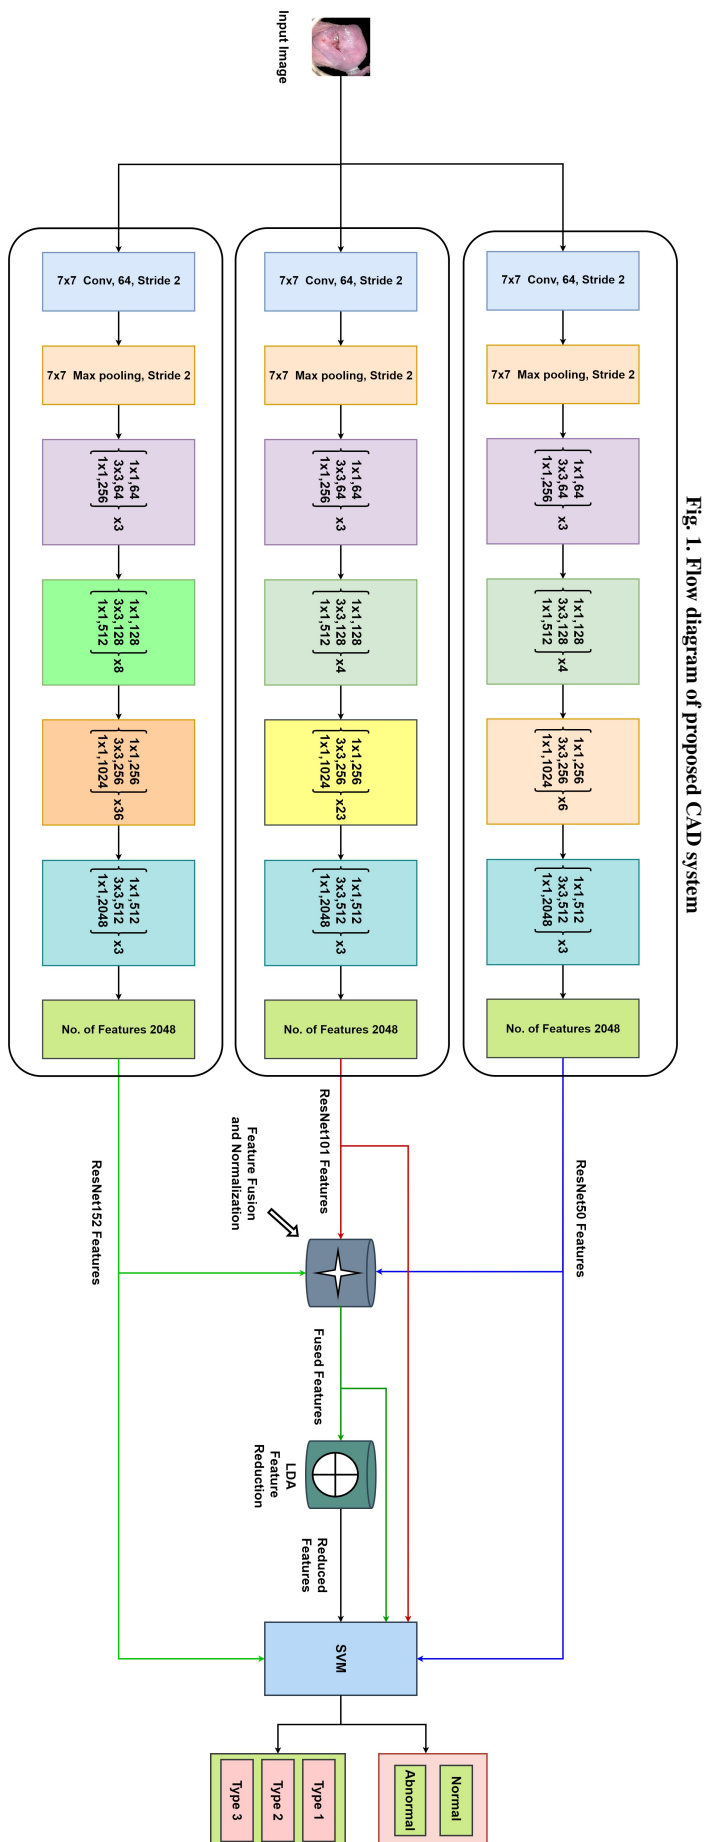 Fig. 1. Flow diagram of proposed CAD system
Input Image
7x7 Conv, 64, Stride 2
7x7 Max pooling, Stride 2
1x1,64
3x3,64
1x1,256
x3
1x1,128
3x3,128
1x1,512
x4
1x1,256
3x3,256
1x1,1024
x6
1x1,512
3x3,512
1x1,2048
x3
No. of Features 2048
ResNet50 Features
7x7 Conv, 64, Stride 2
7x7 Max pooling, Stride 2
1x1,64
3x3,64
1x1,256
x3
1x1,128
3x3,128
1x1,512
x4
1x1,256
3x3,256
1x1,1024
x23
1x1,512
3x3,512
1x1,2048
x3
No. of Features 2048
ResNet101 Features
7x7 Conv, 64, Stride 2
7x7 Max pooling, Stride 2
1x1,64
3x3,64
1x1,256
x3
1x1,128
3x3,128
1x1,512
x8
1x1,256
3x3,256
1x1,1024
x36
1x1,512
3x3,512
1x1,2048
x3
No. of Features 2048
ResNet152 Features
Feature Fusion
and Normalization
Fused Features
LDA
Feature
Reduction
Reduced
Features
SVM
Normal
Abnormal
Type 1
Type 2
Type 3